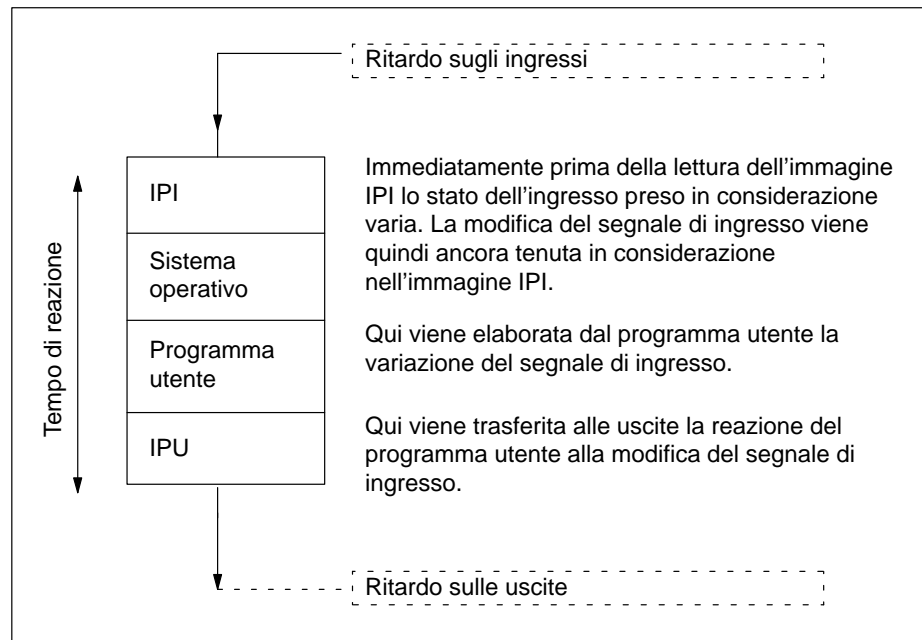 Ritardo sugli ingressi
Tempo di reazione
IPI
Immediatamente prima della lettura dell’immagine
IPI lo stato dell’ingresso preso in considerazione
varia. La modifica del segnale di ingresso viene
quindi ancora tenuta in considerazione
nell’immagine IPI.
Sistema
operativo
Programma
utente
Qui viene elaborata dal programma utente la
variazione del segnale di ingresso.
IPU
Qui viene trasferita alle uscite la reazione del
programma utente alla modifica del segnale di
ingresso.
Ritardo sulle uscite